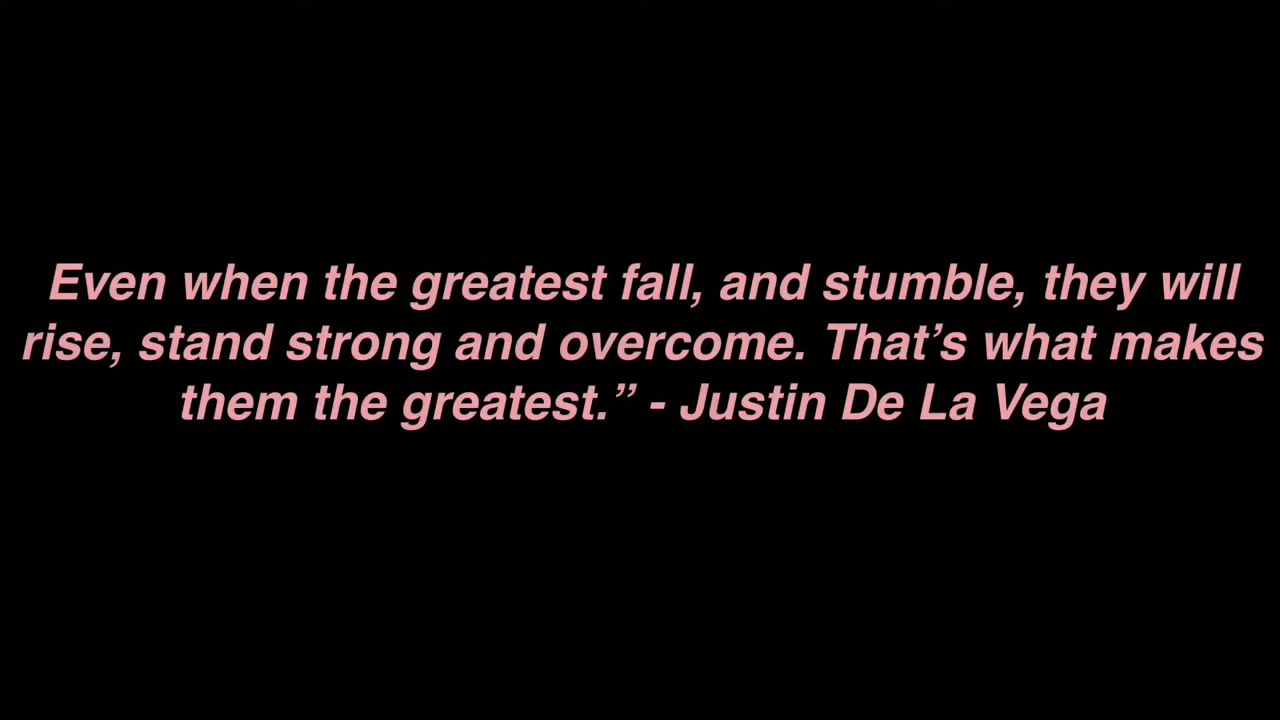 Even when the greatest fall, and stumble, they will
rise, stand strong and overcome. That’s what makes
them the greatest.” - Justin De La Vega